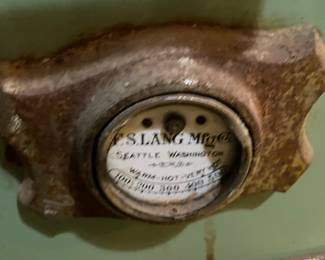 F.S. LANG MFG. CO.
SEATTLE WASHINGTON
WARM-HOT-VERY
100 200 300 400